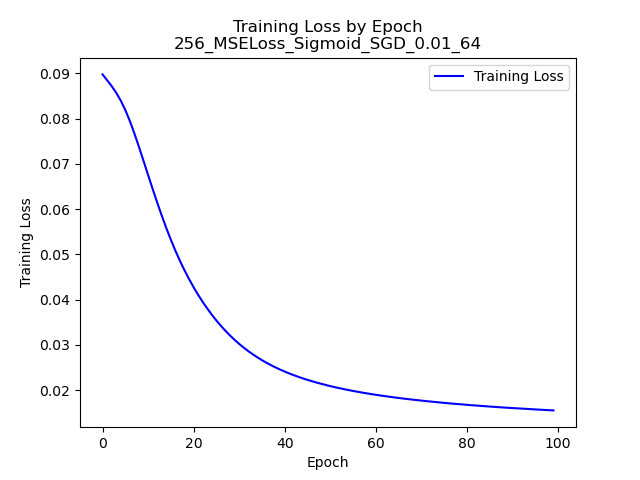 Training Loss by Epoch
256_MSELoss_Sigmoid_SGD_0.01_64
Training Loss
0.09
0.08
0.07
0.06
0.05
0.04
0.03
0.02
Training Loss
0 20 40 60 80 100
Epoch